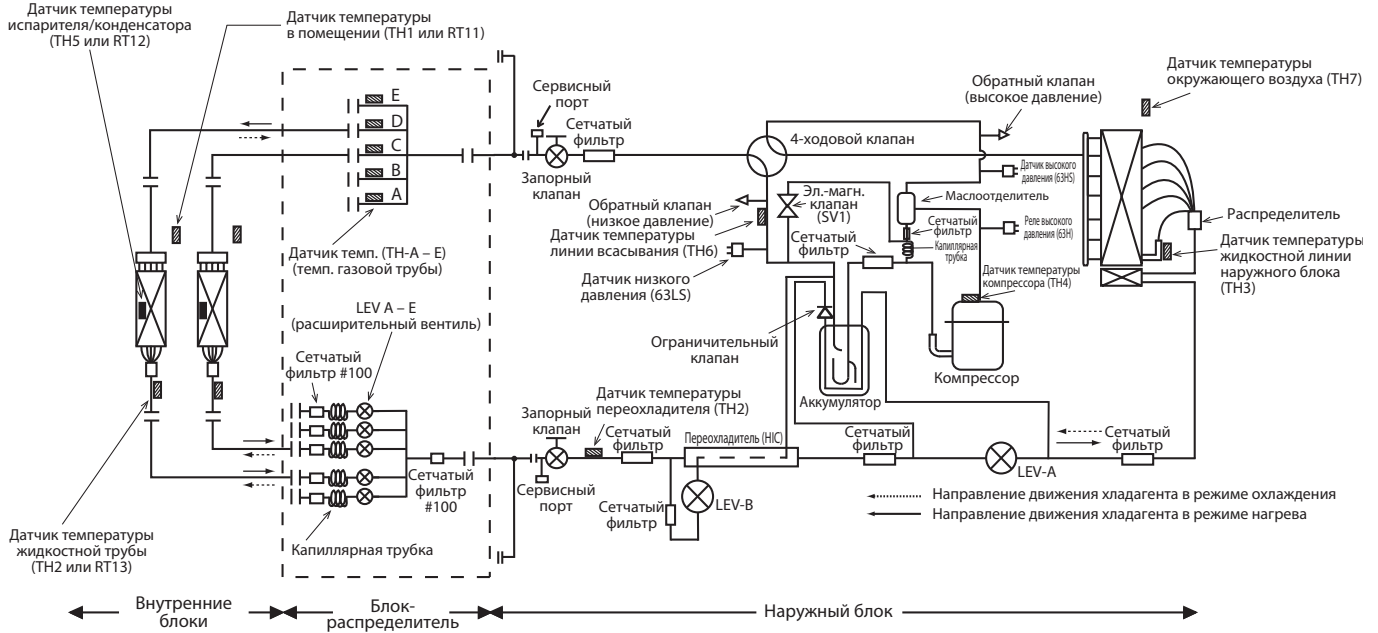 Датчик температуры
испарителя/конденсатора
(TH5 или RT12)
Датчик температуры
в помещении (TH1 или RT11)
E
D
C
B
A
Датчик темп. (TH-A – E)
(темп. газовой трубы)
LEV A – E
(расширительный вентиль)
Сетчатый
фильтр #100
Сетчатый
фильтр
#100
Капиллярная трубка
Датчик температуры
жидкостной трубы
(TH2 или RT13)
Сервисный
порт
Сетчатый
фильтр
Запорный
клапан
4-ходовой клапан
Обратный клапан
(высокое давление)
Датчик температуры
окружающего воздуха (TH7)
Датчик высокого
давления (63HS)
Эл.-магн.
клапан
(SV1)
Маслоотделитель
Обратный клапан
(низкое давление)
Датчик температуры
линии всасывания (TH6)
Сетчатый
фильтр
Сетчатый
фильтр
Капиллярная
трубка
Реле высокого
давления (63H)
Распределитель
Датчик температуры
жидкостной линии
наружного блока
(TH3)
Датчик низкого
давления (63LS)
Датчик температуры
компрессора (TH4)
Ограничительный
клапан
Компрессор
Аккумулятор
Датчик температуры
переохладителя (TH2)
Запорный
клапан
Сетчатый
фильтр
Переохладитель (HIC)
Сетчатый
фильтр
Сетчатый
фильтр
LEV-A
Сервисный
порт
Сетчатый
фильтр
LEV-B
Направление движения хладагента в режиме охлаждения
Направление движения хладагента в режиме нагрева
Внутренние
блоки
Блок-
распределитель
Наружный блок